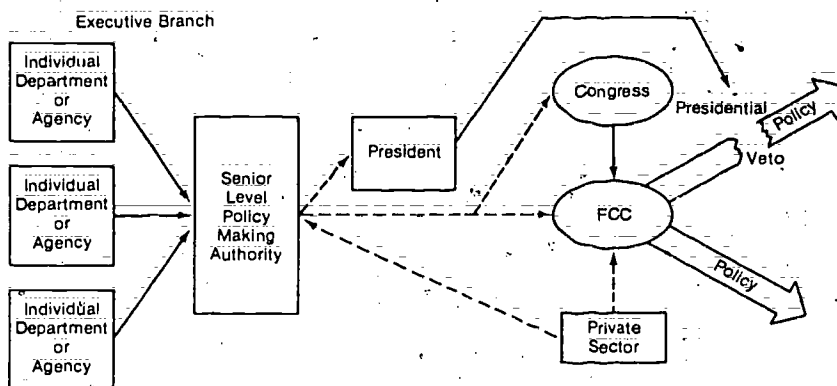 Executive Branch
Individual
Department
or
Agency
Individual
Department
or
Agency
Individual
Department
or
Agency
Senior
Level
Policy
Making
Authority
President
Congress
FCC
Private
Sector
Presidential
Veto
Policy
Policy